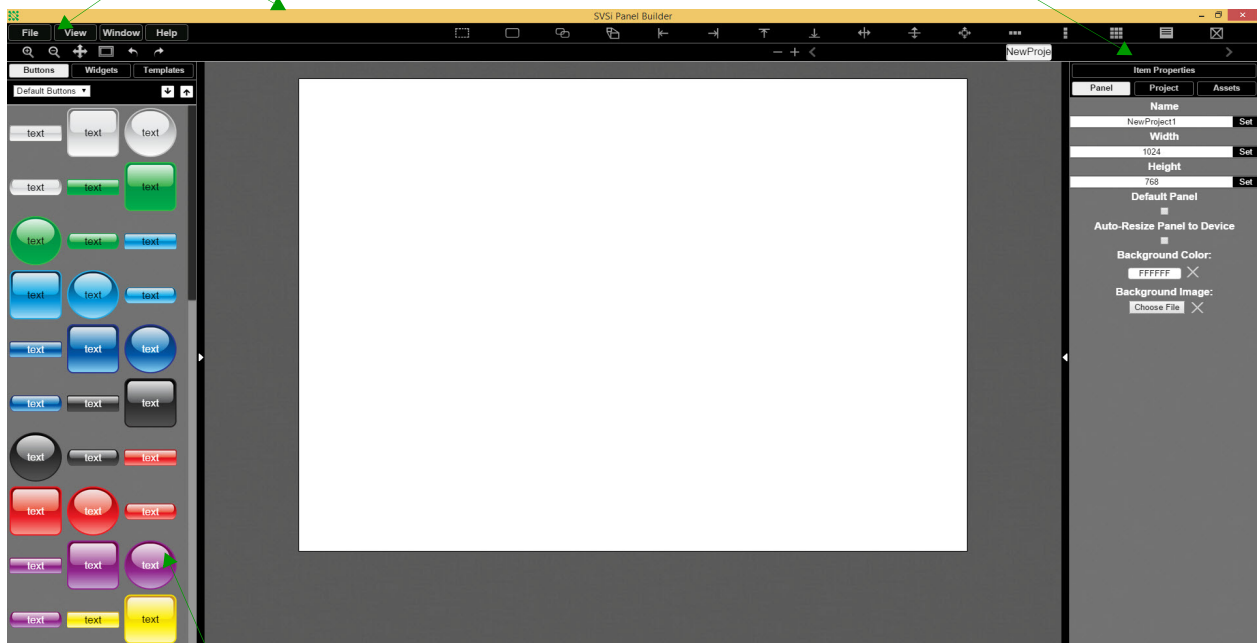 SVSi Panel Builder
File View Window Help
NewProje
Buttons Widgets Templates
Default Buttons
text text text
text text text
text text text
text text text
text text text
text text text
text text text
text text text
text text text
text text text
Item Properties
Panel Project Assets
Name
NewProject1 Set
Width
1024 Set
Height
768 Set
Default Panel
Auto-Resize Panel to Device
Background Color:
FFFFFF
Background Image:
Choose File